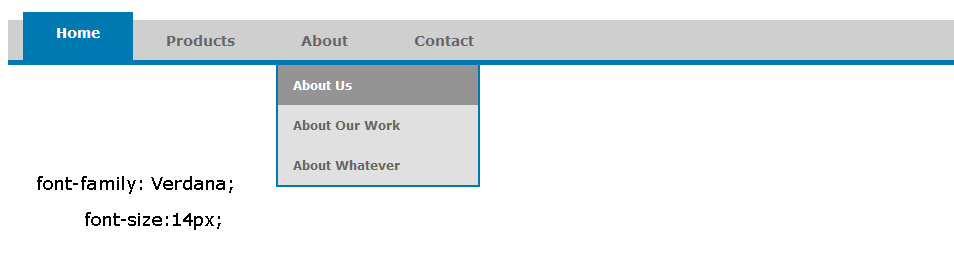 Home Products About Contact
About Us
About Our Work
About Whatever
font-family: Verdana;
font-size:14px;